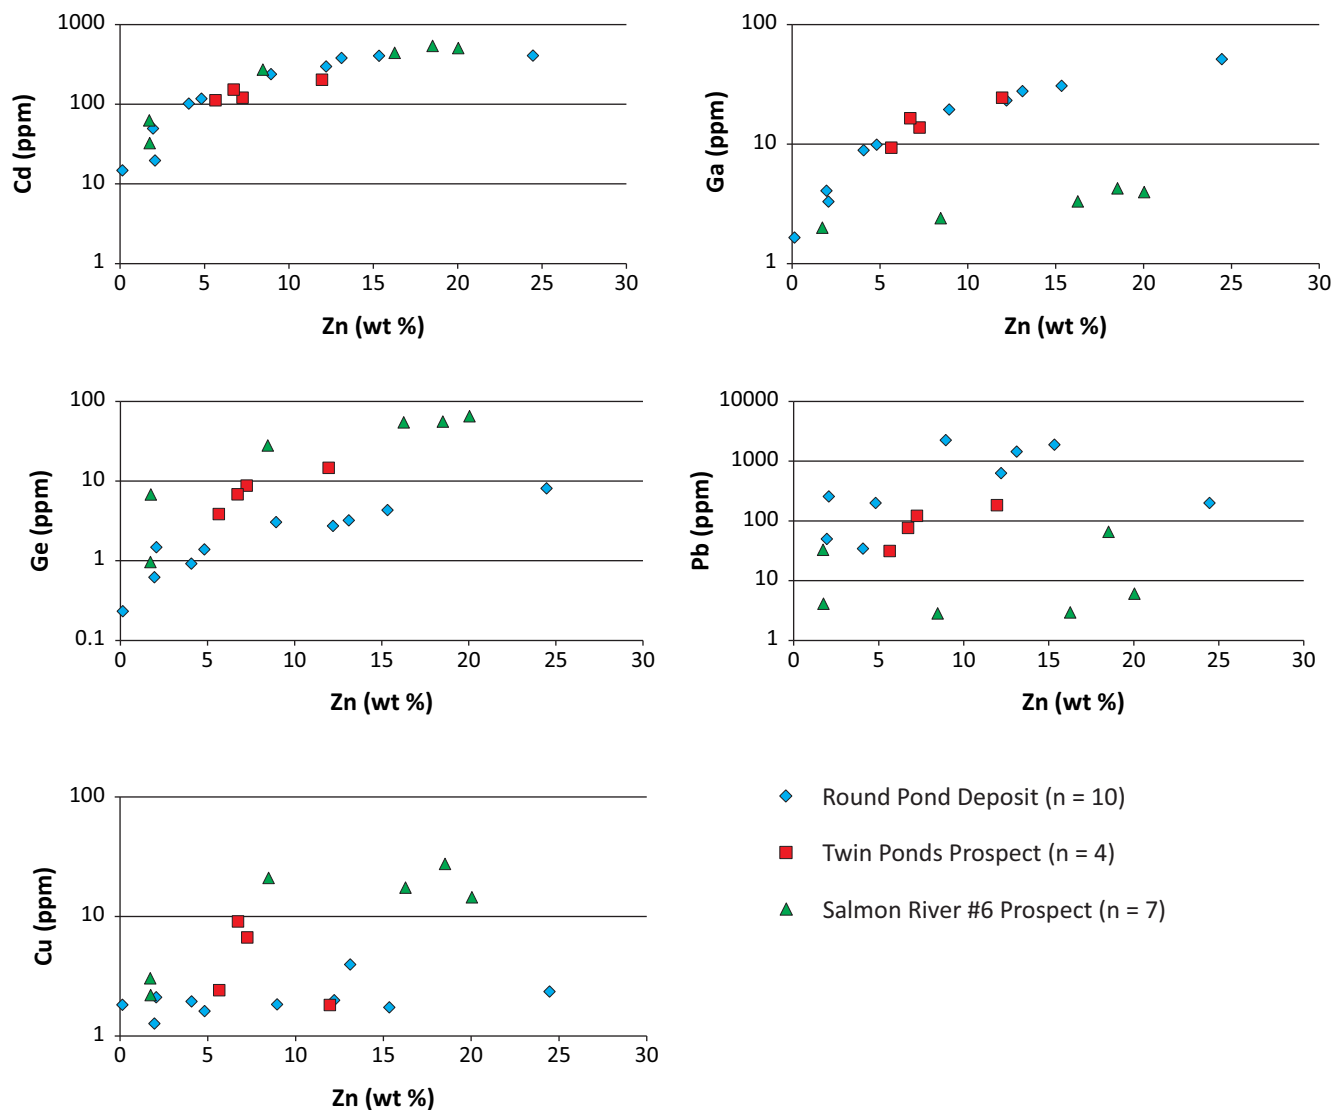 1000
100
10
1
Cd (ppm)
0 5 10 15 20 25 30
Zn (wt %)
100
10
1
Ga (ppm)
0 5 10 15 20 25 30
Zn (wt %)
100
10
1
0.1
Ge (ppm)
0 5 10 15 20 25 30
Zn (wt %)
10000
1000
100
10
1
Pb (ppm)
0 5 10 15 20 25 30
Zn (wt %)
100
10
1
Cu (ppm)
0 5 10 15 20 25 30
Zn (wt %)
Round Pond Deposit (n = 10)
Twin Ponds Prospect (n = 4)
Salmon River #6 Prospect (n = 7)